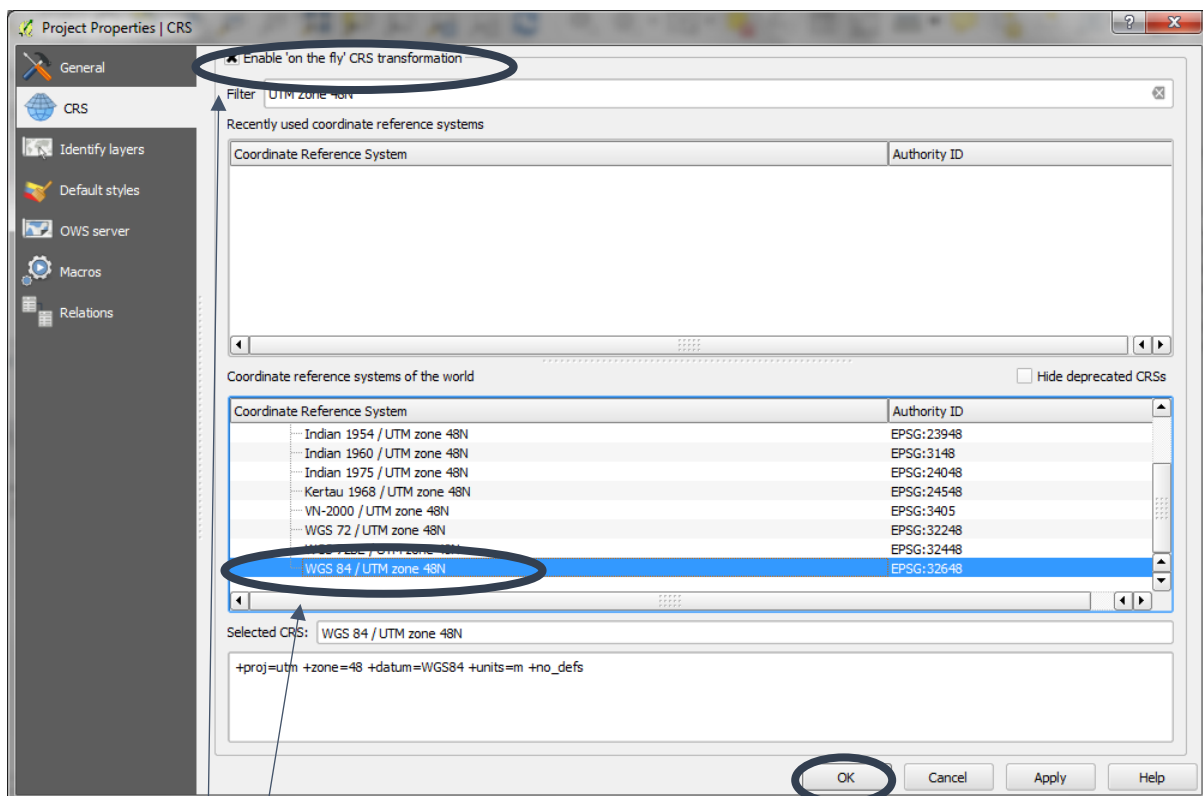 Project Properties | CRS
General
CRS
Identify layers
Default styles
OWS server
Macros
Relations
Enable 'on the fly' CRS transformation
Filter UTM zone 48N
Recently used coordinate reference systems
Coordinate Reference System Authority ID
Coordinate reference systems of the world Hide deprecated CRSs
Coordinate Reference System Authority ID
Indian 1954 / UTM zone 48N EPSG:23948
Indian 1960 / UTM zone 48N EPSG:3148
Indian 1975 / UTM zone 48N EPSG:24048
Kertau 1968 / UTM zone 48N EPSG:24548
VN-2000 / UTM zone 48N EPSG:3405
WGS 72 / UTM zone 48N EPSG:32248
WGS 72BE / UTM zone 48N EPSG:32448
WGS 84 / UTM zone 48N EPSG:32648
Selected CRS: WGS 84 / UTM zone 48N
+proj=utm +zone=48 +datum=WGS84 +units=m +no_defs
OK Cancel Apply Help